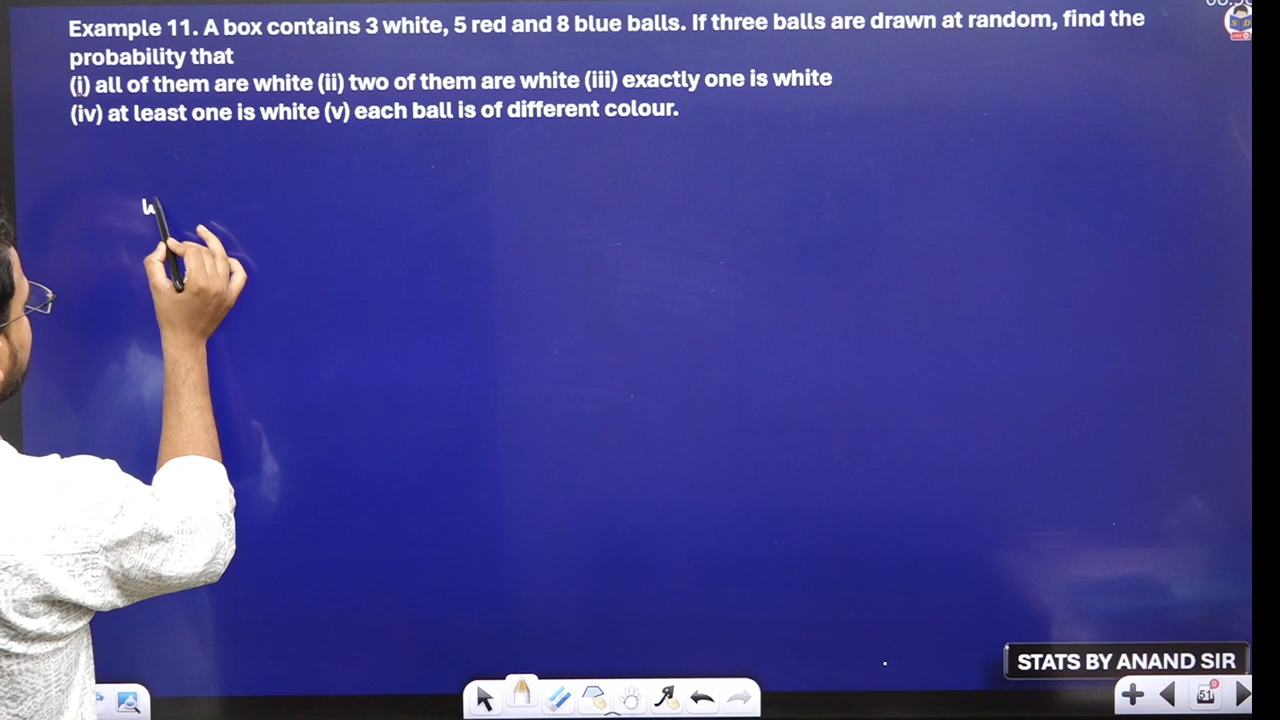 Example 11. A box contains 3 white, 5 red and 8 blue balls. If three balls are drawn at random, find the
probability that
(i) all of them are white (ii) two of them are white (iii) exactly one is white
(iv) at least one is white (v) each ball is of different colour.
STATS BY ANAND SIR
51